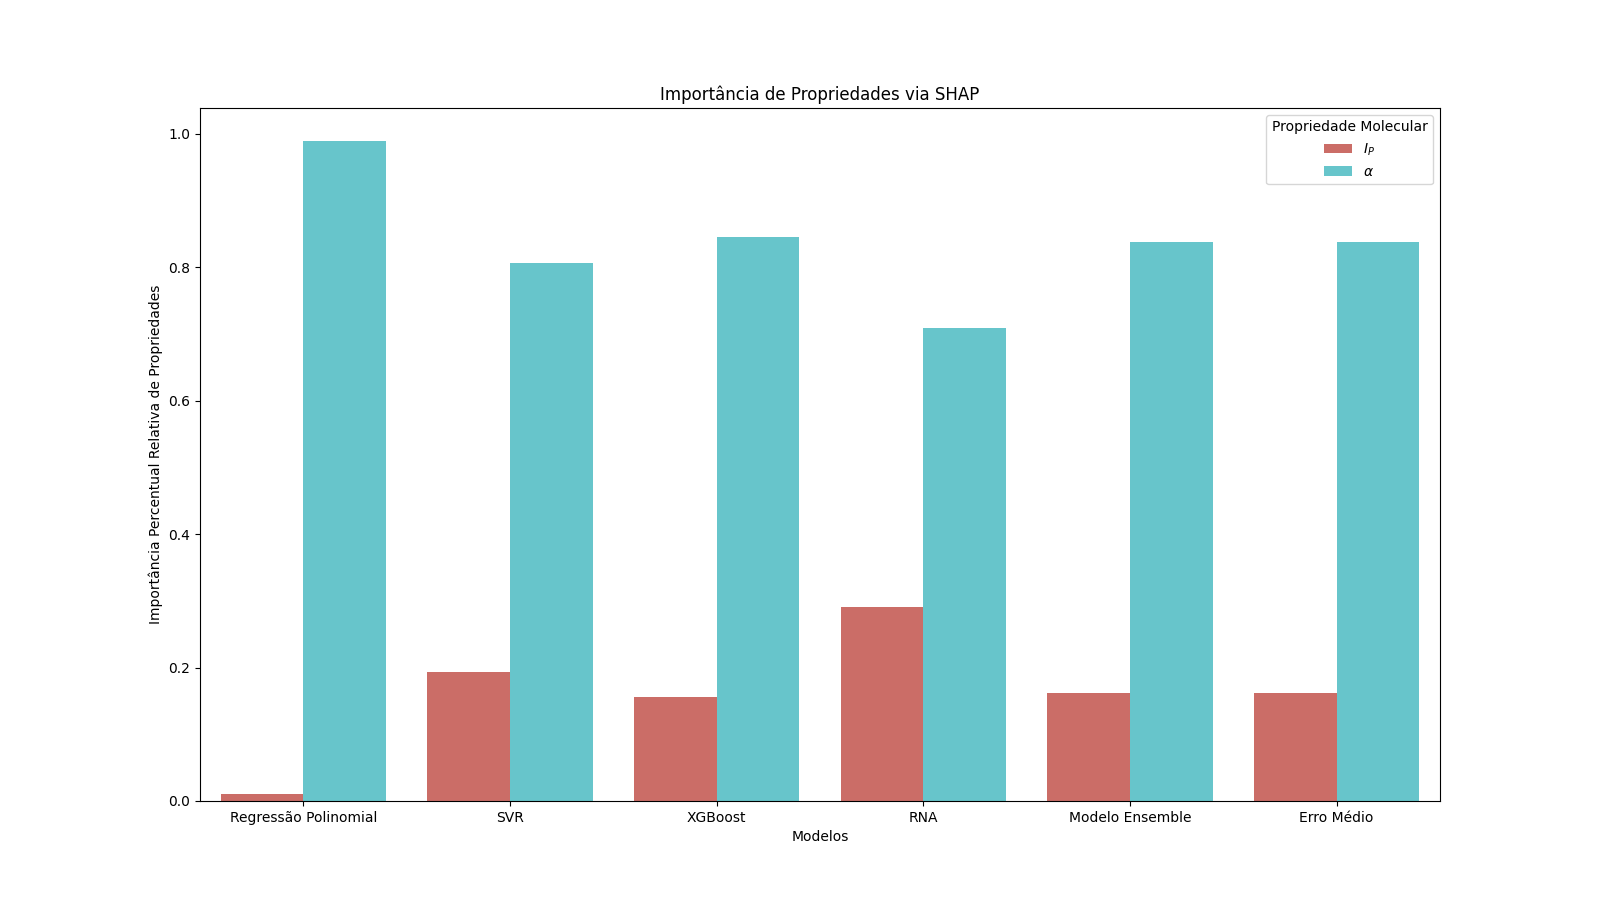 Importância de Propriedades via SHAP
Propriedade Molecular
I_P
α
Importância Percentual Relativa de Propriedades
1.0
0.8
0.6
0.4
0.2
0.0
Regressão Polinomial
SVR
XGBoost
RNA
Modelo Ensemble
Erro Médio
Modelos